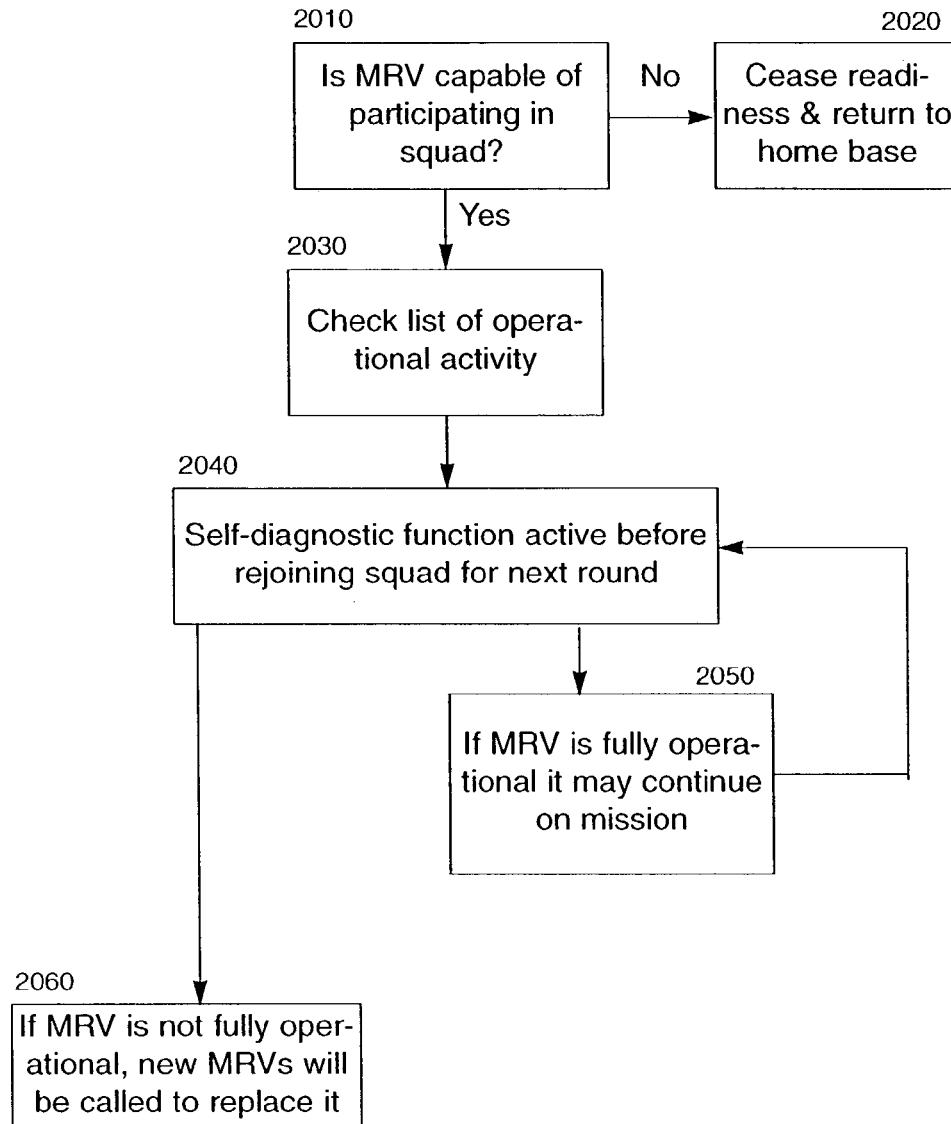 2010
Is MRV capable of
participating in
squad?
No
2020
Cease readi-
ness & return to
home base
Yes
2030
Check list of opera-
tional activity
2040
Self-diagnostic function active before
rejoining squad for next round
2050
If MRV is fully opera-
tional it may continue
on mission
2060
If MRV is not fully oper-
ational, new MRVs will
be called to replace it